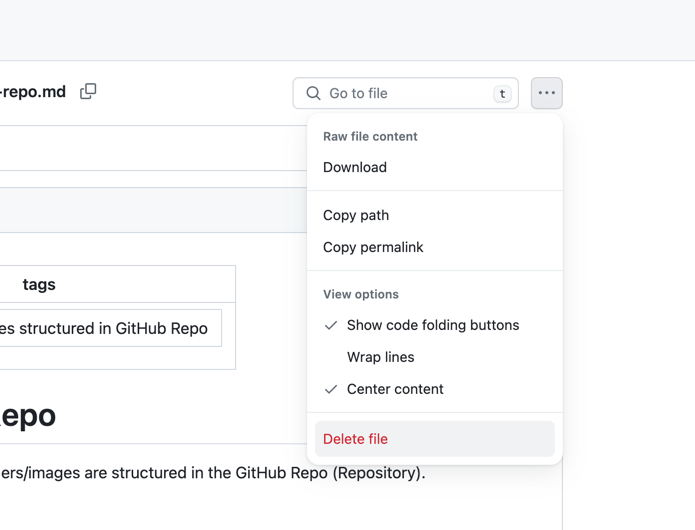 -repo.md
Go to file
t
Raw file content
Download
Copy path
Copy permalink
View options
Show code folding buttons
Wrap lines
Center content
Delete file
tags
es structured in GitHub Repo
epo
ers/images are structured in the GitHub Repo (Repository).